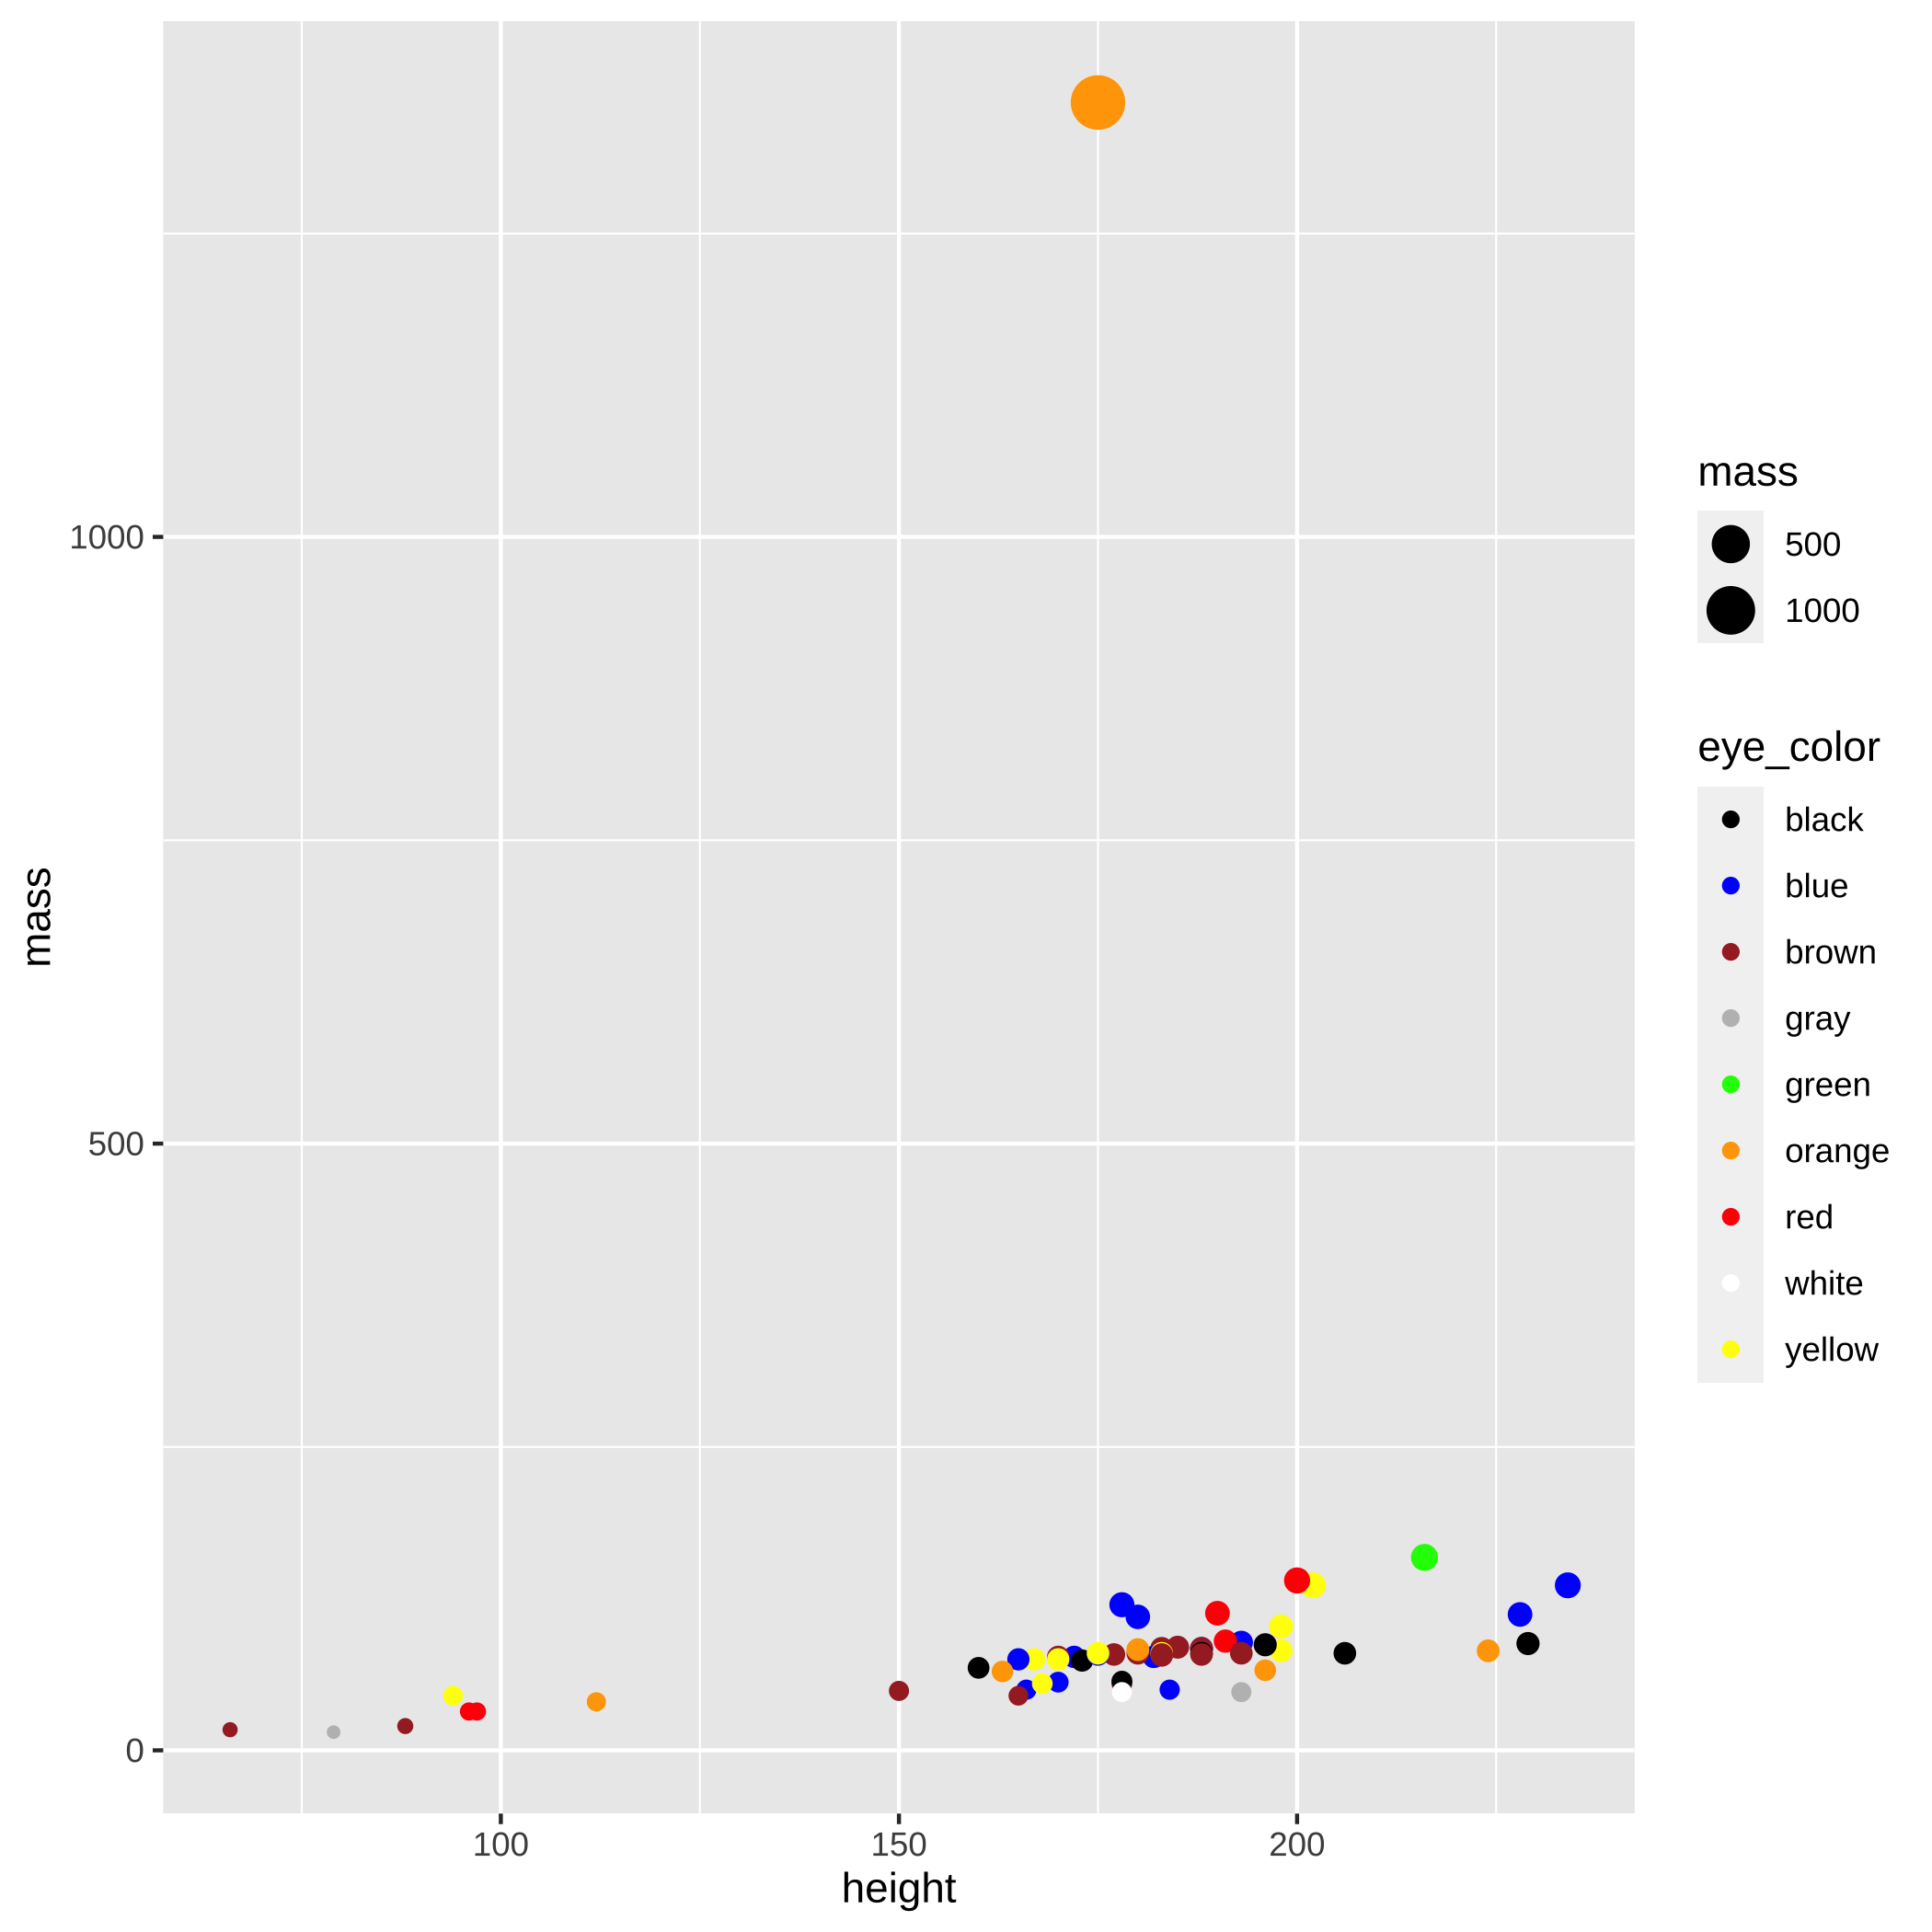 mass
1000
500
0
100
150
200
height
mass
500
1000
eye_color
black
blue
brown
gray
green
orange
red
white
yellow